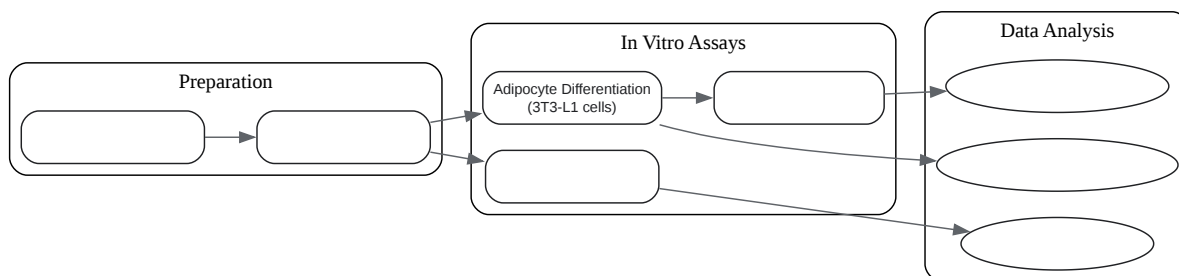 Preparation
In Vitro Assays
Data Analysis
Adipocyte Differentiation
(3T3-L1 cells)